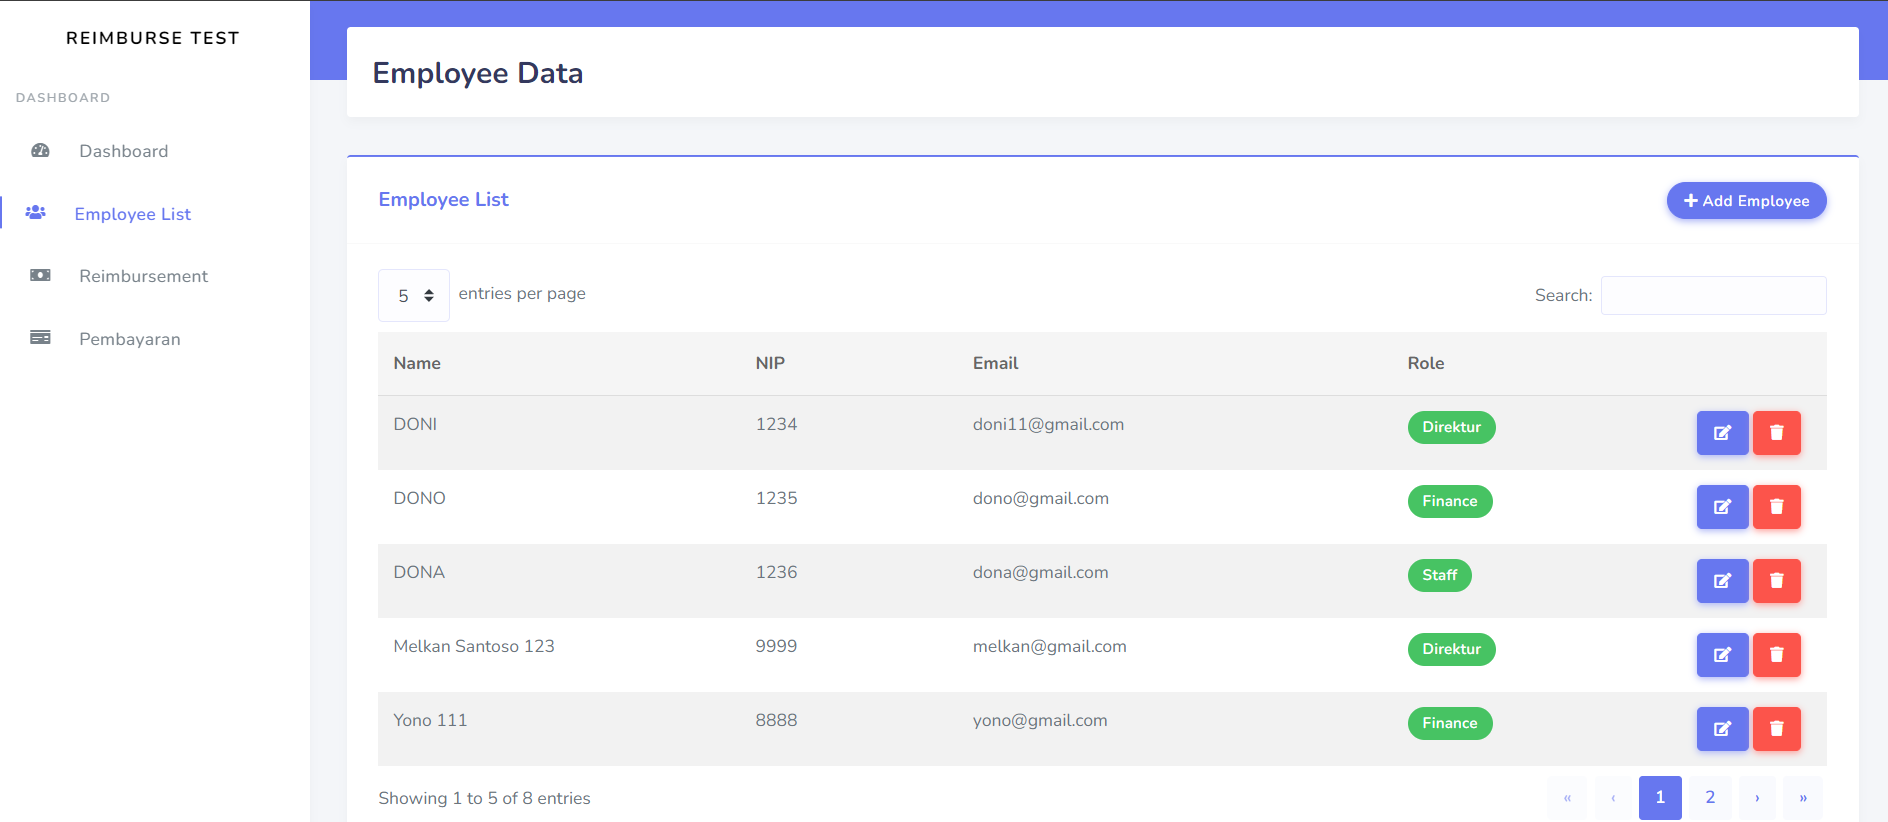 REIMBURSE TEST
DASHBOARD
Dashboard
Employee List
Reimbursement
Pembayaran
Employee Data
Employee List
Add Employee
5 entries per page
Search:
Name NIP Email Role
DONI 1234 doni11@gmail.com Direktur
DONO 1235 dono@gmail.com Finance
DONA 1236 dona@gmail.com Staff
Melkan Santoso 123 9999 melkan@gmail.com Direktur
Yono 111 8888 yono@gmail.com Finance
Showing 1 to 5 of 8 entries
« ‹ 1 2 › »